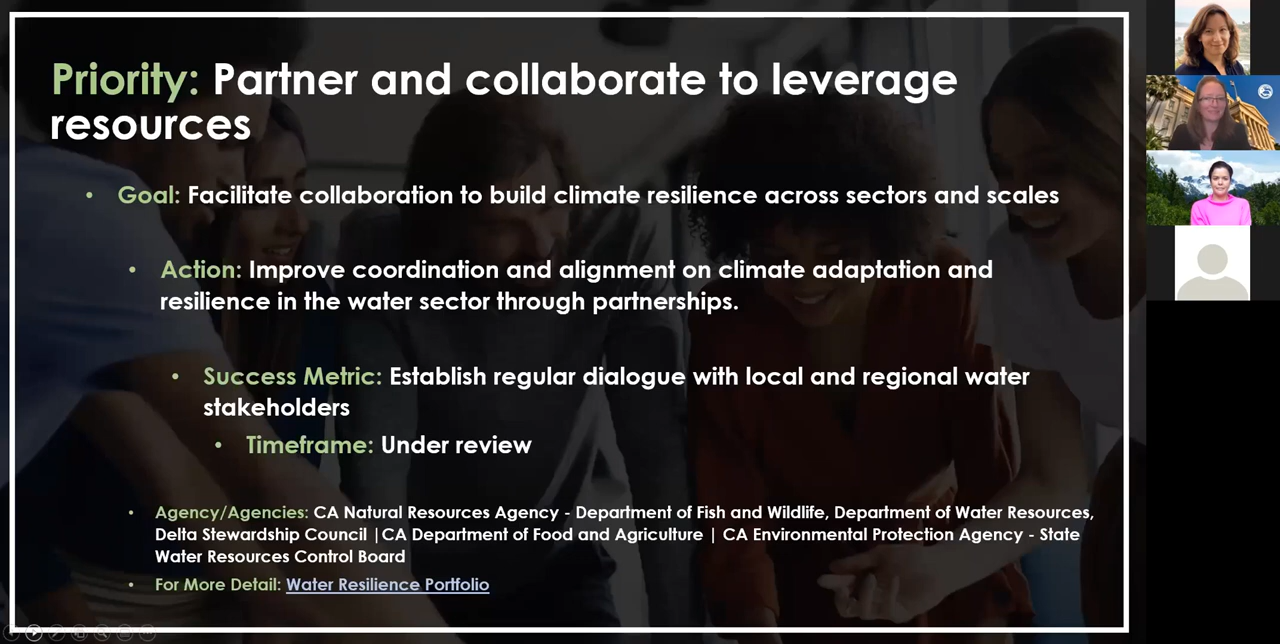 Priority: Partner and collaborate to leverage
resources
• Goal: Facilitate collaboration to build climate resilience across sectors and scales
• Action: Improve coordination and alignment on climate adaptation and
resilience in the water sector through partnerships.
• Success Metric: Establish regular dialogue with local and regional water
stakeholders
• Timeframe: Under review
• Agency/Agencies: CA Natural Resources Agency - Department of Fish and Wildlife, Department of Water Resources,
Delta Stewardship Council |CA Department of Food and Agriculture | CA Environmental Protection Agency - State
Water Resources Control Board
• For More Detail: Water Resilience Portfolio